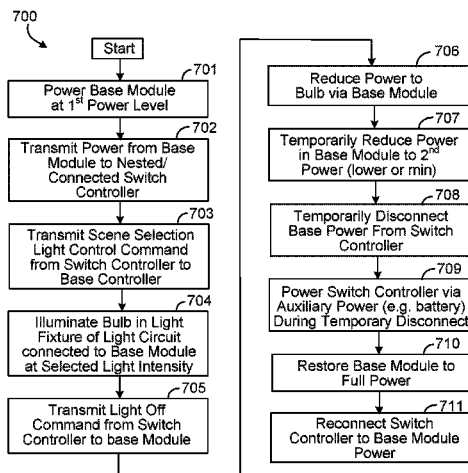 700
Start
701
Power Base Module
at 1st Power Level
702
Transmit Power from Base
Module to Nested/
Connected Switch
Controller
703
Transmit Scene Selection
Light Control Command
from Switch Controller to
Base Controller
704
Illuminate Bulb in Light
Fixture of Light Circuit
connected to Base Module
at Selected Light Intensity
705
Transmit Light Off
Command from Switch
Controller to base Module
706
Reduce Power to
Bulb via Base Module
707
Temporarily Reduce Power
in Base Module to 2nd
Power (lower or min)
708
Temporarily Disconnect
Base Power From Switch
Controller
709
Power Switch Controller via
Auxiliary Power (e.g. battery)
During Temporary Disconnect
710
Restore Base Module to
Full Power
711
Reconnect Switch
Controller to Base Module
Power